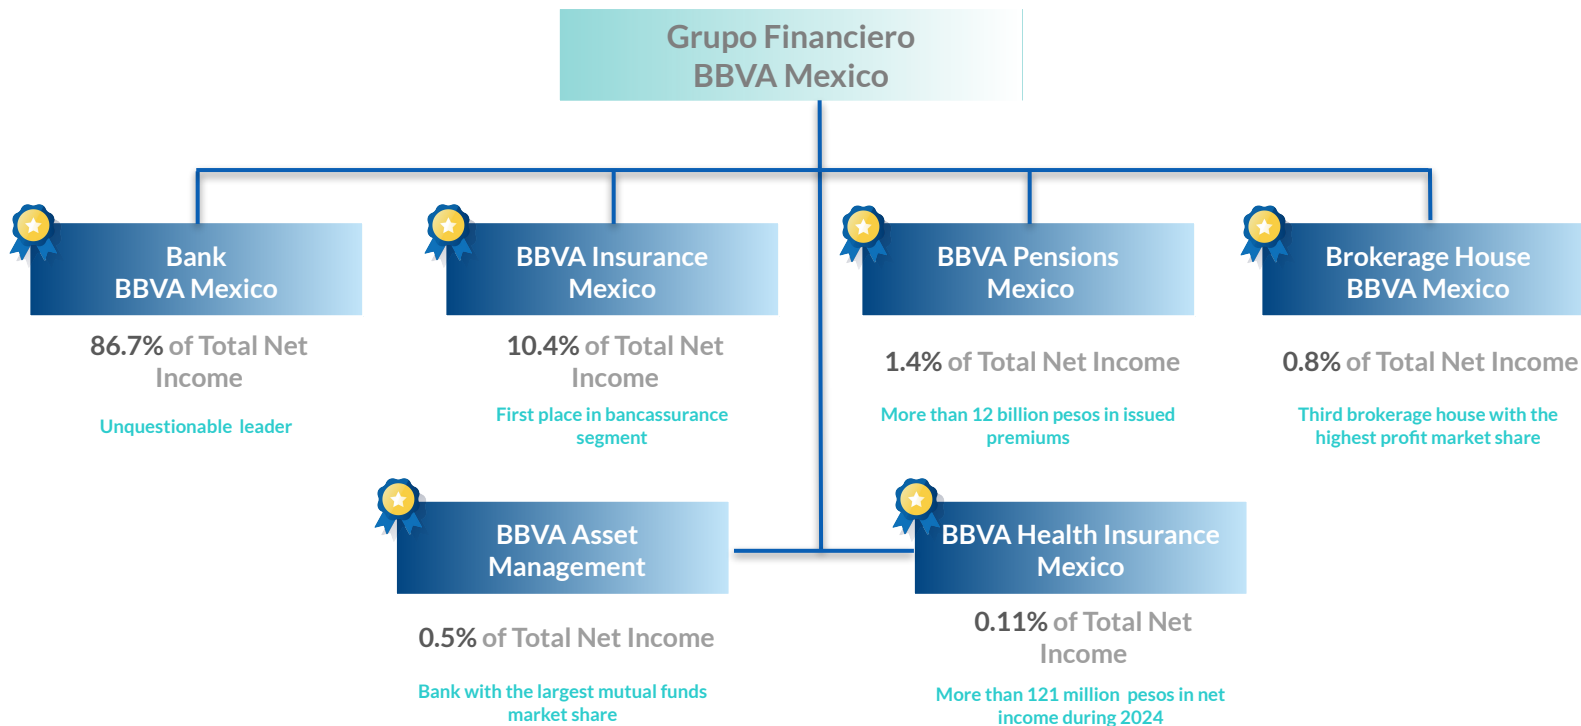 Grupo Financiero
BBVA Mexico
Bank
BBVA Mexico
86.7% of Total Net
Income
Unquestionable leader
BBVA Insurance
Mexico
10.4% of Total Net
Income
First place in bancassurance
segment
BBVA Pensions
Mexico
1.4% of Total Net Income
More than 12 billion pesos in issued
premiums
Brokerage House
BBVA Mexico
0.8% of Total Net Income
Third brokerage house with the
highest profit market share
BBVA Asset
Management
0.5% of Total Net Income
Bank with the largest mutual funds
market share
BBVA Health Insurance
Mexico
0.11% of Total Net
Income
More than 121 million pesos in net
income during 2024